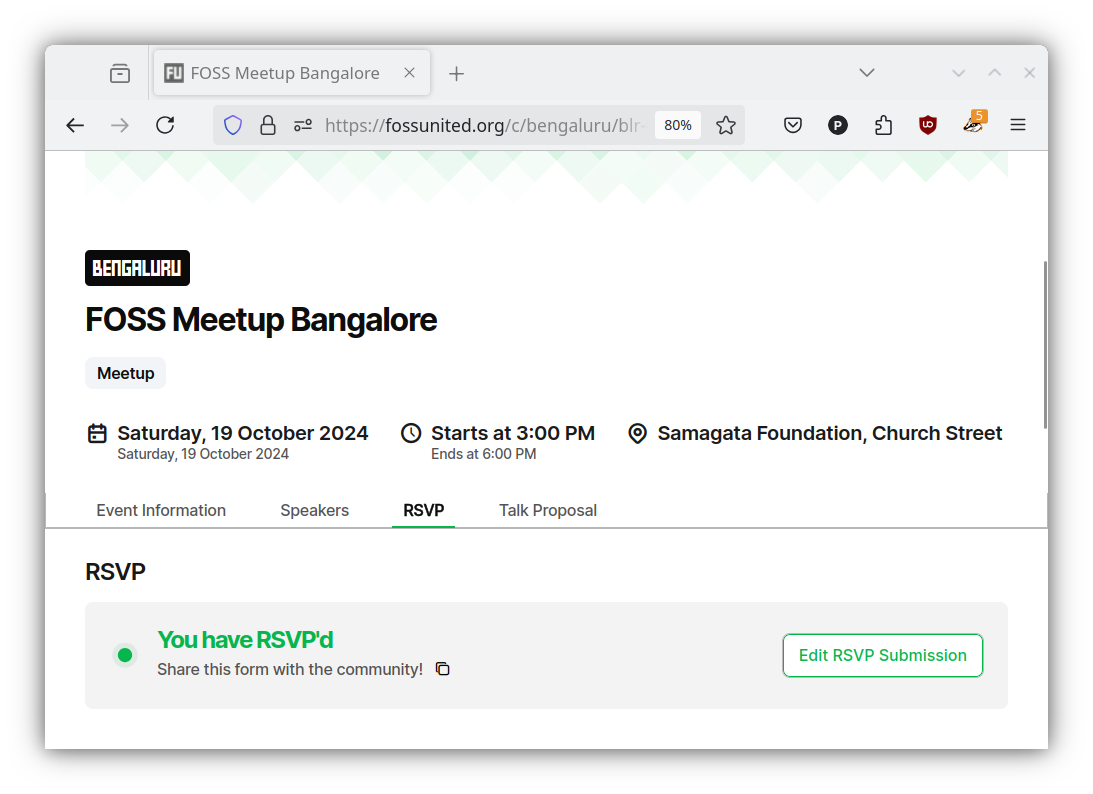 FU FOSS Meetup Bangalore
https://fossunited.org/c/bengaluru/blr- 80% P 5
BENGALURU
FOSS Meetup Bangalore
Meetup
Saturday, 19 October 2024 Starts at 3:00 PM Samagata Foundation, Church Street
Saturday, 19 October 2024 Ends at 6:00 PM
Event Information Speakers RSVP Talk Proposal
RSVP
You have RSVP'd
Share this form with the community!
Edit RSVP Submission